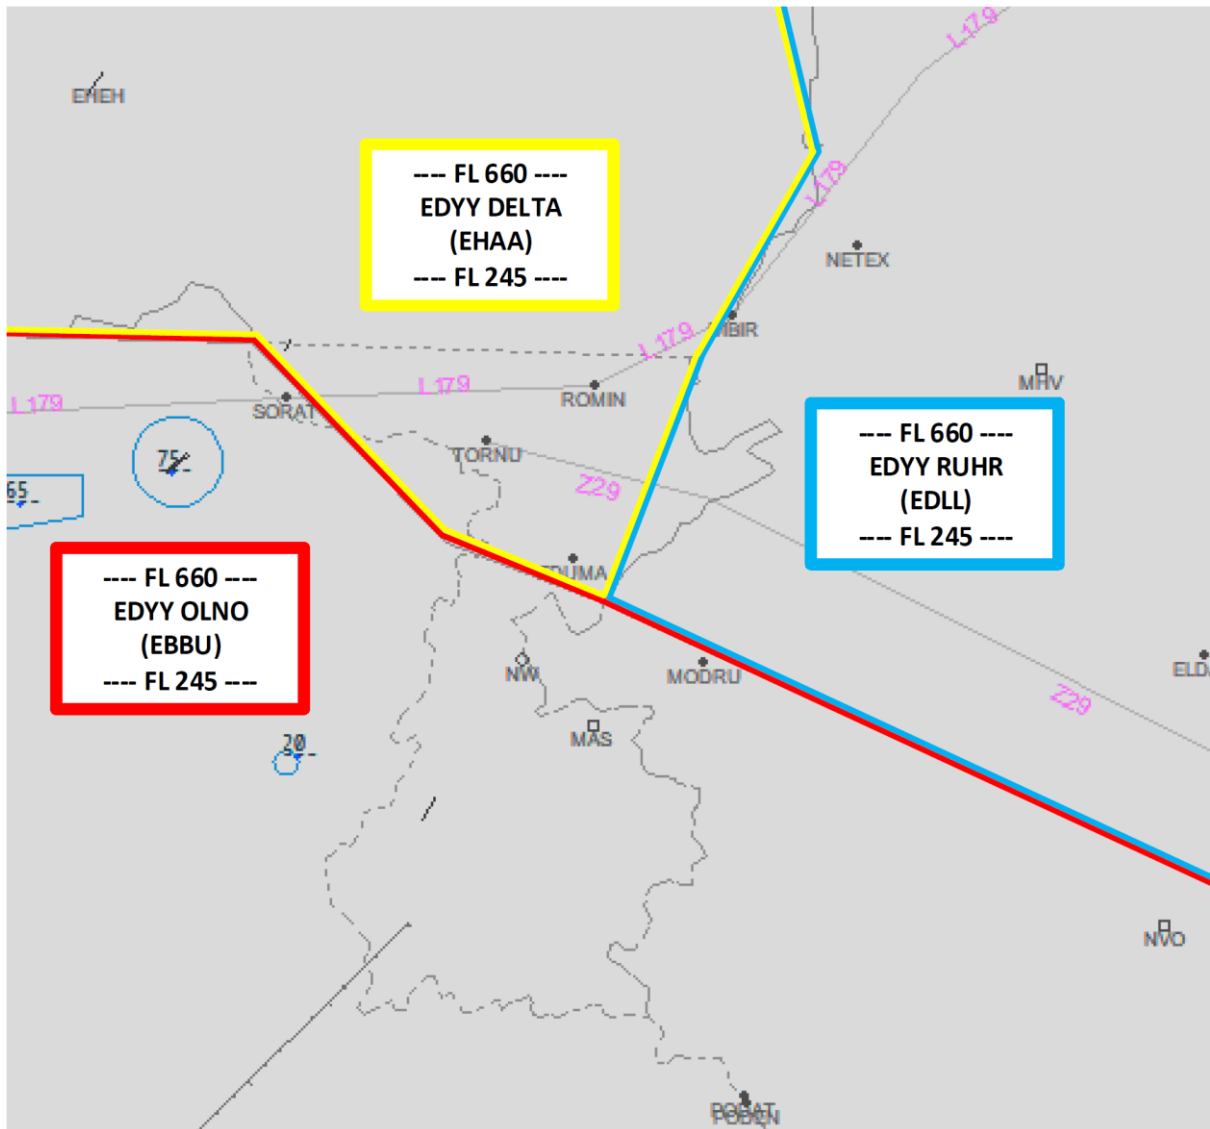 L179
EHEH
---- FL 660 ----
EDYY DELTA
(EHAA)
---- FL 245 ----
L179
NETEX
L179
MHV
L179
L179
ROMIN
SORAT
TORNU
Z29
75
65
---- FL 660 ----
EDYY RUHR
(EDLL)
---- FL 245 ----
---- FL 660 ----
EDYY OLNO
(EBBU)
---- FL 245 ----
NW
MODRU
Z29
MAS
20
NVO